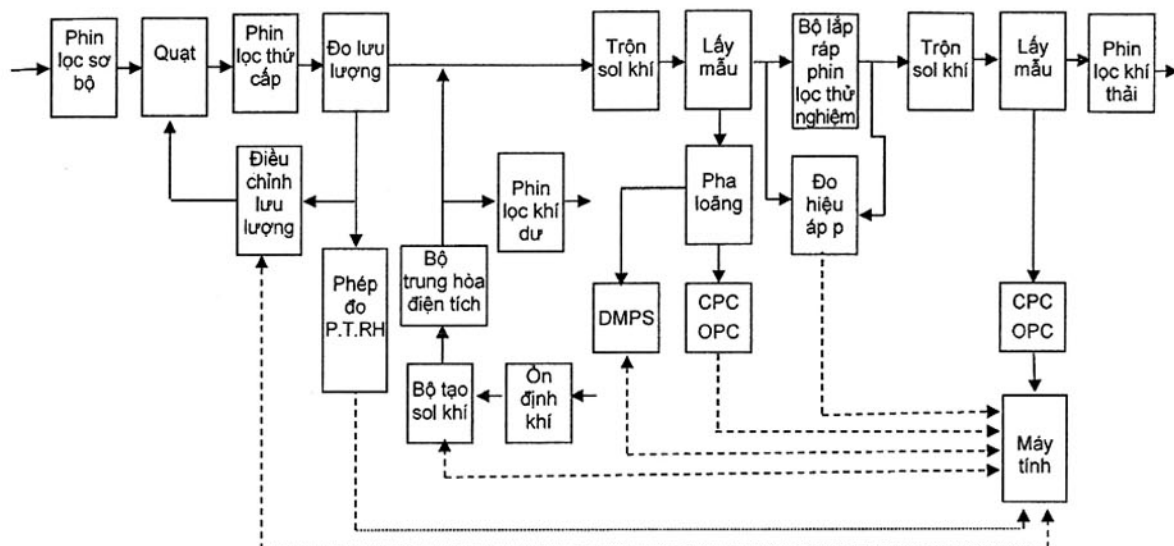 Phin
lọc sơ
bộ
Quạt
Phin
lọc thứ
cấp
Đo lưu
lượng
Trộn
sol khí
Lấy
mẫu
Bộ lắp
ráp
phin
lọc thử
nghiệm
Trộn
sol khí
Lấy
mẫu
Phin
lọc khí
thải
Điều
chỉnh
lưu
lượng
Phin
lọc khí
dư
Pha
loãng
Đo
hiệu
áp p
Phép
đo
P.T.RH
Bộ
trung hòa
điện tích
DMPS
CPC
OPC
CPC
OPC
Bộ tạo
sol khí
Ổn
định
khí
Máy
tính